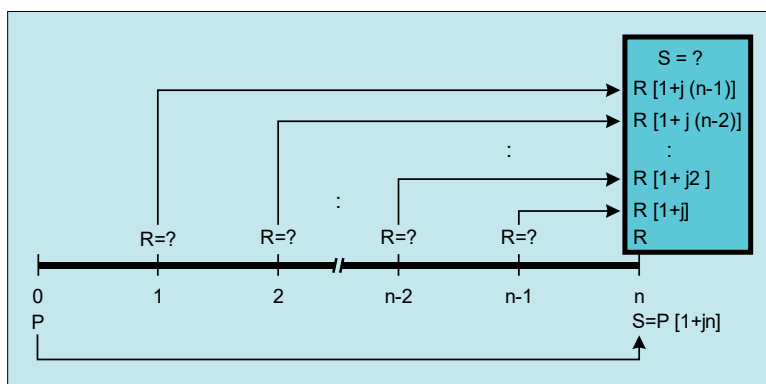 S = ?
R [1+j (n-1)]
R [1+ j (n-2)]
: :
R [1+ j2 ]
:
R [1+j]
R=? R=? R=? R=? R
0 1 2 n-2 n-1 n
P S=P [1+jn]